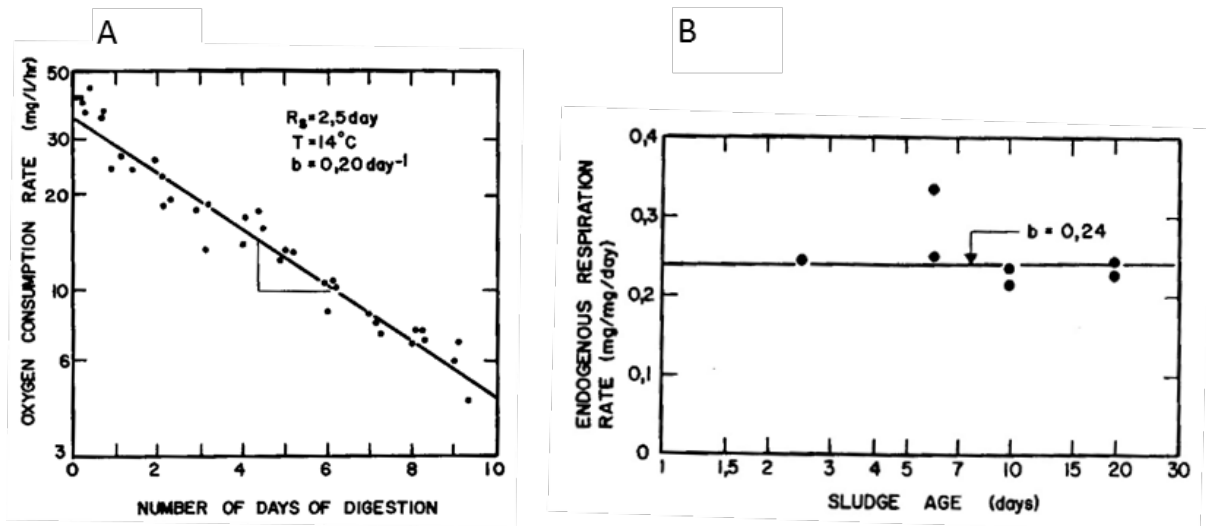 A
OXYGEN CONSUMPTION RATE (mg/l/hr)
50
30
20
10
6
3
R_s = 2,5 day
T = 14°C
b = 0,20 day⁻¹
0 2 4 6 8 10
NUMBER OF DAYS OF DIGESTION
B
ENDOGENOUS RESPIRATION
RATE (mg/mg/day)
0,4
0,3
0,2
0,1
0
b = 0,24
1 1,5 2 3 4 5 7 10 15 20 30
SLUDGE AGE (days)